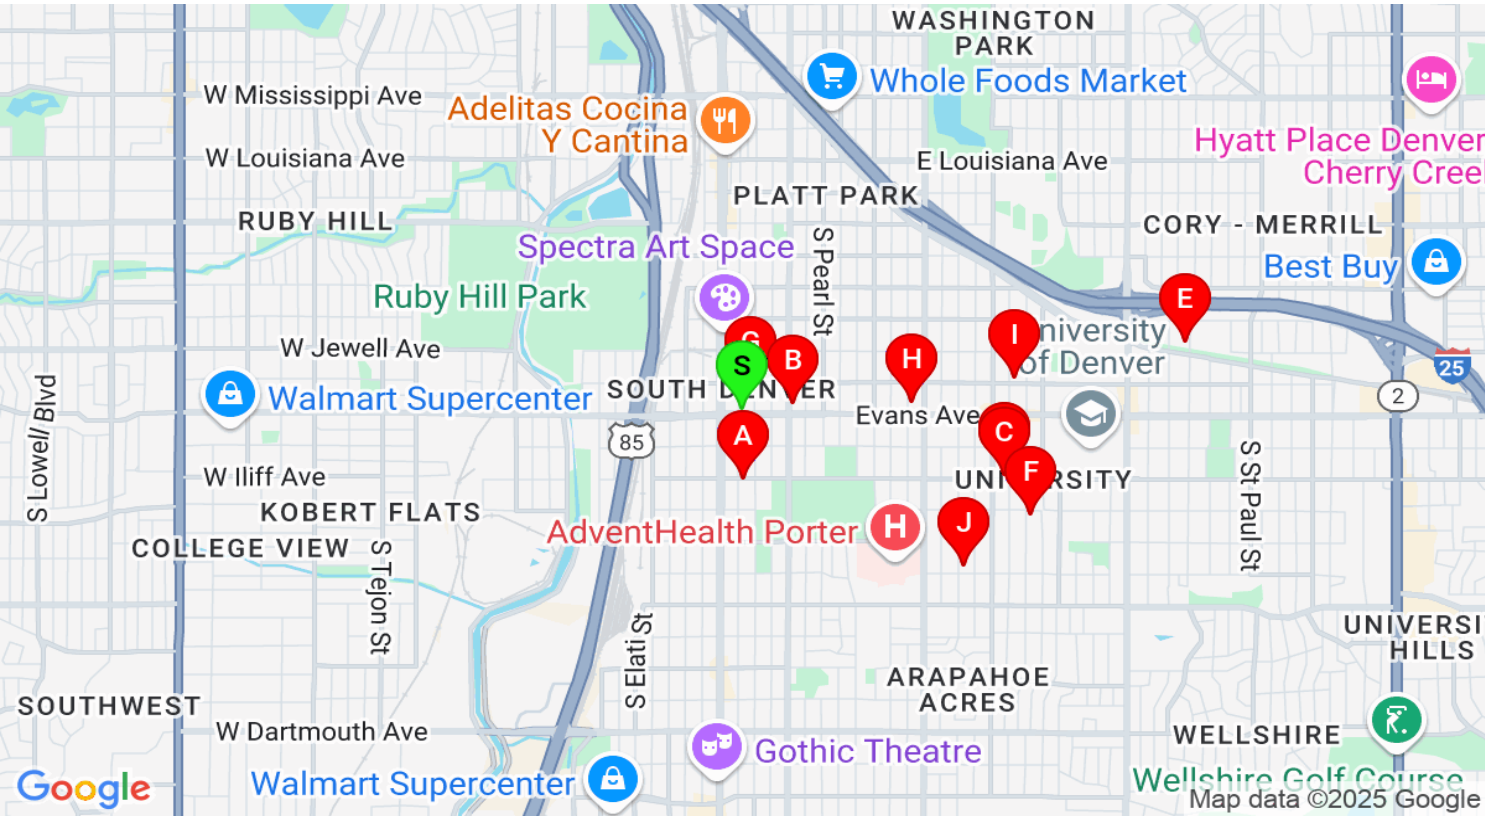 WASHINGTON
PARK
Whole Foods Market
W Mississippi Ave
Adelitas Cocina
Y Cantina
Hyatt Place Denver
Cherry Cree
W Louisiana Ave
E Louisiana Ave
PLATT PARK
RUBY HILL
CORY - MERRILL
Spectra Art Space
S Pearl St
Best Buy
Ruby Hill Park
E
G
I
niversity
of Denver
W Jewell Ave
S
B
H
25
SOUTH DENVER
Walmart Supercenter
2
Evans Ave
S Lowell Blvd
85
A
C
W Iliff Ave
F
UNIVERSITY
S St Paul St
KOBERT FLATS
COLLEGE VIEW
AdventHealth Porter
H
J
S Tejon St
S Elati St
UNIVERSI
HILLS
ARAPAHOE
ACRES
SOUTHWEST
W Dartmouth Ave
WELLSHIRE
Gothic Theatre
Walmart Supercenter
Wellshire Golf Course
Google
Map data ©2025 Google